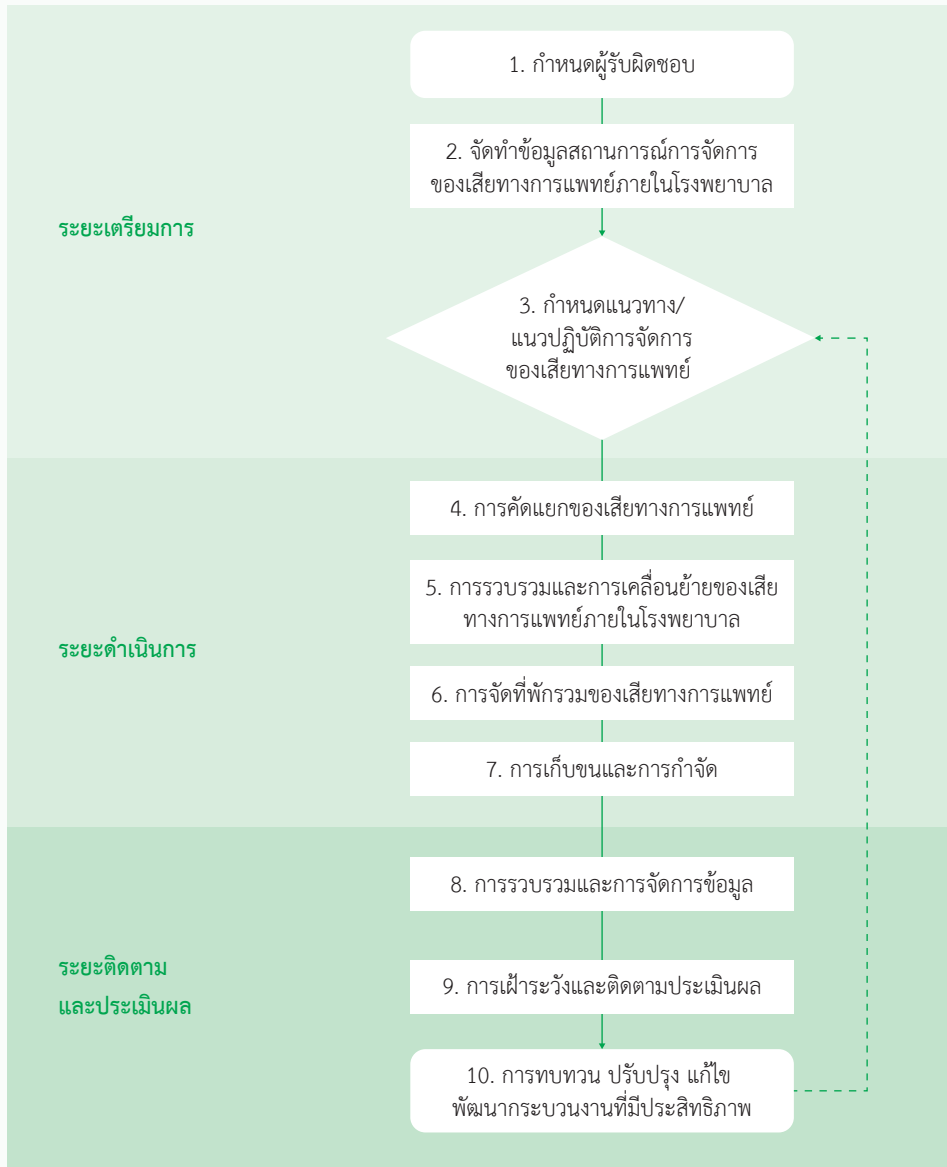 1. กำหนดผู้รับผิดชอบ
2. จัดทำข้อมูลสถานการณ์การจัดการ
ของเสียทางการแพทย์ภายในโรงพยาบาล
ระยะเตรียมการ
3. กำหนดแนวทาง/
แนวปฏิบัติการจัดการ
ของเสียทางการแพทย์
4. การคัดแยกของเสียทางการแพทย์
5. การรวบรวมและการเคลื่อนย้ายของเสีย
ทางการแพทย์ภายในโรงพยาบาล
ระยะดำเนินการ
6. การจัดที่พักรวมของเสียทางการแพทย์
7. การเก็บขนและการกำจัด
8. การรวบรวมและการจัดการข้อมูล
ระยะติดตาม
และประเมินผล
9. การเฝ้าระวังและติดตามประเมินผล
10. การทบทวน ปรับปรุง แก้ไข
พัฒนากระบวนงานที่มีประสิทธิภาพ